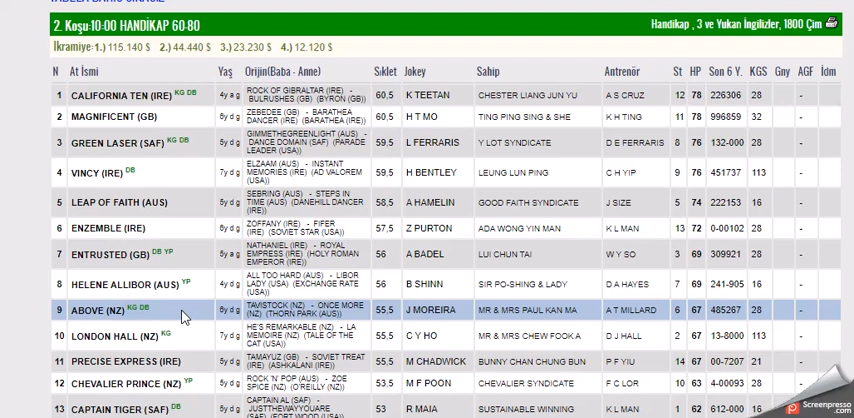 2. Koşu:10:00 HANDİKAP 60-80 Handikap , 3 ve Yukarı İngilizler, 1800 Çim
İkramiye:1.) 115.140 $ 2.) 44.440 $ 3.) 23.230 $ 4.) 12.120 $
N At İsmi Yaş Orijin(Baba - Anne) Sıklet Jokey Sahip Antrenör St HP Son 6 Y. KGS Gny AGF İdm
1 CALIFORNIA TEN (IRE) KG DB 4y a g ROCK OF GIBRALTAR (IRE) - BULRUSHES (GB) (BYRON (GB)) 60,5 K TEETAN CHESTER LIANG JUN YU A S CRUZ 12 78 226306 28 -
2 MAGNIFICENT (GB) 6y d g ZEBEDEE (GB) - BARATHEA DANCER (IRE) (BARATHEA (IRE)) 60,5 H T MO TING PING SING & SHE K H TING 11 78 996859 32 -
3 GREEN LASER (SAF) KG DB 5y d g GIMMETHEGREENLIGHT (AUS) - DANCE DOMAIN (SAF) (PARADE LEADER (USA)) 59,5 L FERRARIS Y LOT SYNDICATE D E FERRARIS 8 76 132-000 28 -
4 VINCY (IRE) DB 7y d g ELZAAM (AUS) - INSTANT MEMORIES (IRE) (AD VALOREM (USA)) 59,5 H BENTLEY LEUNG LUN PING C H YIP 9 76 451737 113 -
5 LEAP OF FAITH (AUS) 5y d g SEBRING (AUS) - STEPS IN TIME (AUS) (DANEHILL DANCER (IRE)) 58,5 A HAMELIN GOOD FAITH SYNDICATE J SIZE 5 74 222153 16 -
6 ENZEMBLE (IRE) 6y d g ZOFFANY (IRE) - FIFER (IRE) (SOVIET STAR (USA)) 57,5 Z PURTON ADA WONG YIN MAN K L MAN 13 72 0-00102 28 -
7 ENTRUSTED (GB) DB YP 5y a g NATHANIEL (IRE) - ROYAL EMPRESS (IRE) (HOLY ROMAN EMPEROR (IRE)) 56 A BADEL LUI CHUN TAI W Y SO 3 69 309921 28 -
8 HELENE ALLIBOR (AUS) YP 4y d g ALL TOO HARD (AUS) - LIBOR LADY (USA) (EXCHANGE RATE (USA)) 56 B SHINN SIR PO-SHING & LADY D A HAYES 7 69 241-905 16 -
9 ABOVE (NZ) KG DB 6y d g TAVISTOCK (NZ) - ONCE MORE (NZ) (THORN PARK (AUS)) 55,5 J MOREIRA MR & MRS PAUL KAN MA A T MILLARD 6 67 485267 28 -
10 LONDON HALL (NZ) KG 7y d g HE'S REMARKABLE (NZ) - LA MEMOIRE (NZ) (TALE OF THE CAT (USA)) 55,5 C Y HO MR & MRS CHEW FOOK A D J HALL 2 67 13-8000 113 -
11 PRECISE EXPRESS (IRE) 5y d g TAMAYUZ (GB) - SOVIET TREAT (IRE) (ASHKALANI (IRE)) 55,5 M CHADWICK BUNNY CHAN CHUNG BUN P F YIU 14 67 00-7207 21 -
12 CHEVALIER PRINCE (NZ) YP 4y d g ROCK 'N' POP (AUS) - ZOE SPICE (NZ) (O'REILLY (NZ)) 53,5 M F POON CHEVALIER SYNDICATE F C LOR 10 63 4-00093 28 -
13 CAPTAIN TIGER (SAF) DB 5y d g CAPTAIN AL (SAF) - JUSTTHEWAYYOUARE (SAF) 53 R MAIA SUSTAINABLE WINNING K L MAN 1 62 612-000 16 -
Screenpresso.com